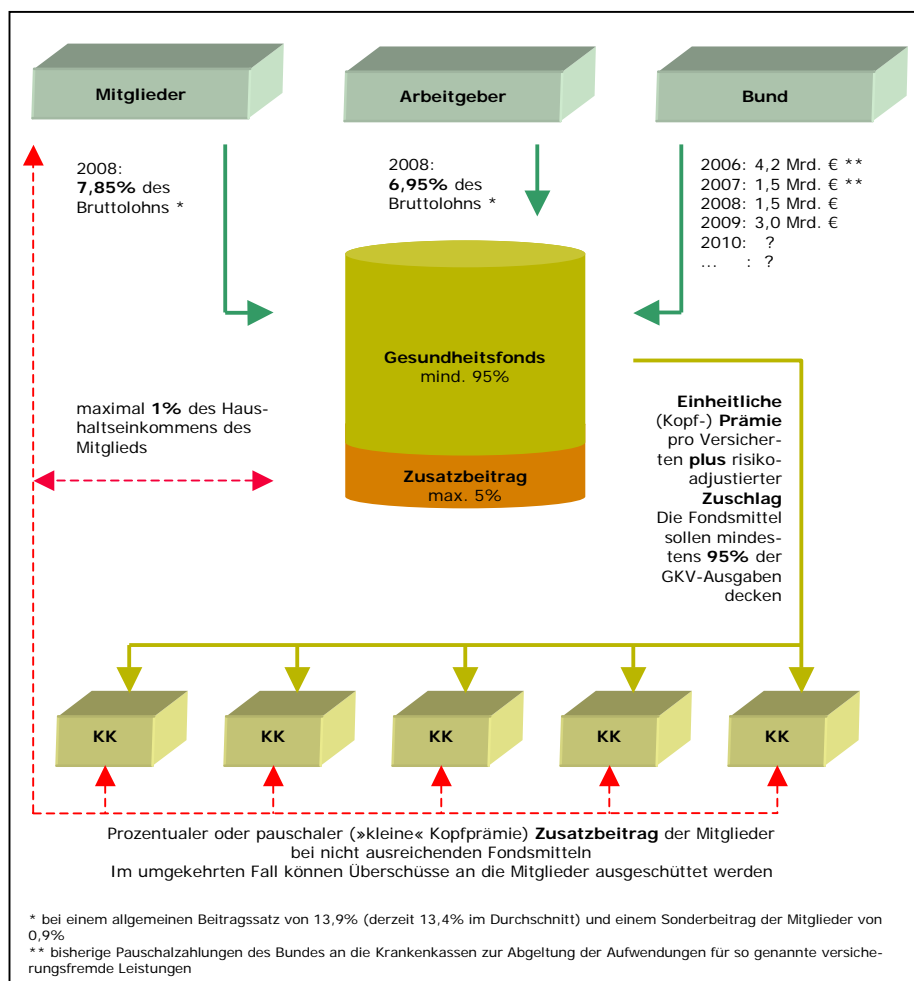 Mitglieder
Arbeitgeber
Bund
2008:
7,85% des
Bruttolohns *
2008:
6,95% des
Bruttolohns *
2006: 4,2 Mrd. € **
2007: 1,5 Mrd. € **
2008: 1,5 Mrd. €
2009: 3,0 Mrd. €
2010: ?
... : ?
Gesundheitsfonds
mind. 95%
maximal 1% des Haus-
haltseinkommens des
Mitglieds
Zusatzbeitrag
max. 5%
Einheitliche
(Kopf-) Prämie
pro Versicher-
ten plus risiko-
adjustierter
Zuschlag
Die Fondsmittel
sollen mindes-
tens 95% der
GKV-Ausgaben
decken
KK
KK
KK
KK
KK
Prozentualer oder pauschaler (»kleine« Kopfprämie) Zusatzbeitrag der Mitglieder
bei nicht ausreichenden Fondsmitteln
Im umgekehrten Fall können Überschüsse an die Mitglieder ausgeschüttet werden
* bei einem allgemeinen Beitragssatz von 13,9% (derzeit 13,4% im Durchschnitt) und einem Sonderbeitrag der Mitglieder von
0,9%
** bisherige Pauschalzahlungen des Bundes an die Krankenkassen zur Abgeltung der Aufwendungen für so genannte versiche-
rungsfremde Leistungen